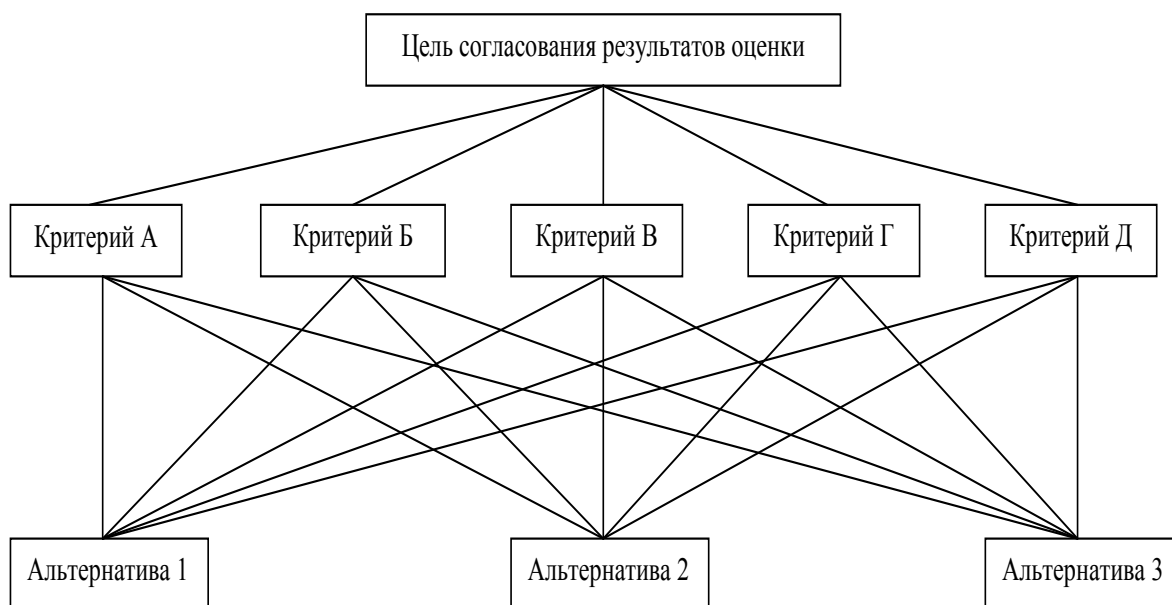 Цель согласования результатов оценки
Критерий А
Критерий Б
Критерий В
Критерий Г
Критерий Д
Альтернатива 1
Альтернатива 2
Альтернатива 3